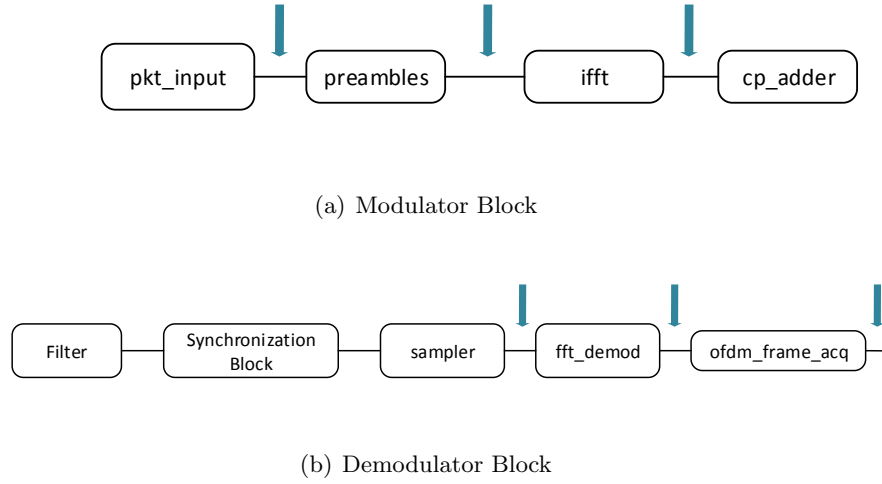 pkt_input
preambles
ifft
cp_adder
(a) Modulator Block
Filter
Synchronization
Block
sampler
fft_demod
ofdm_frame_acq
(b) Demodulator Block